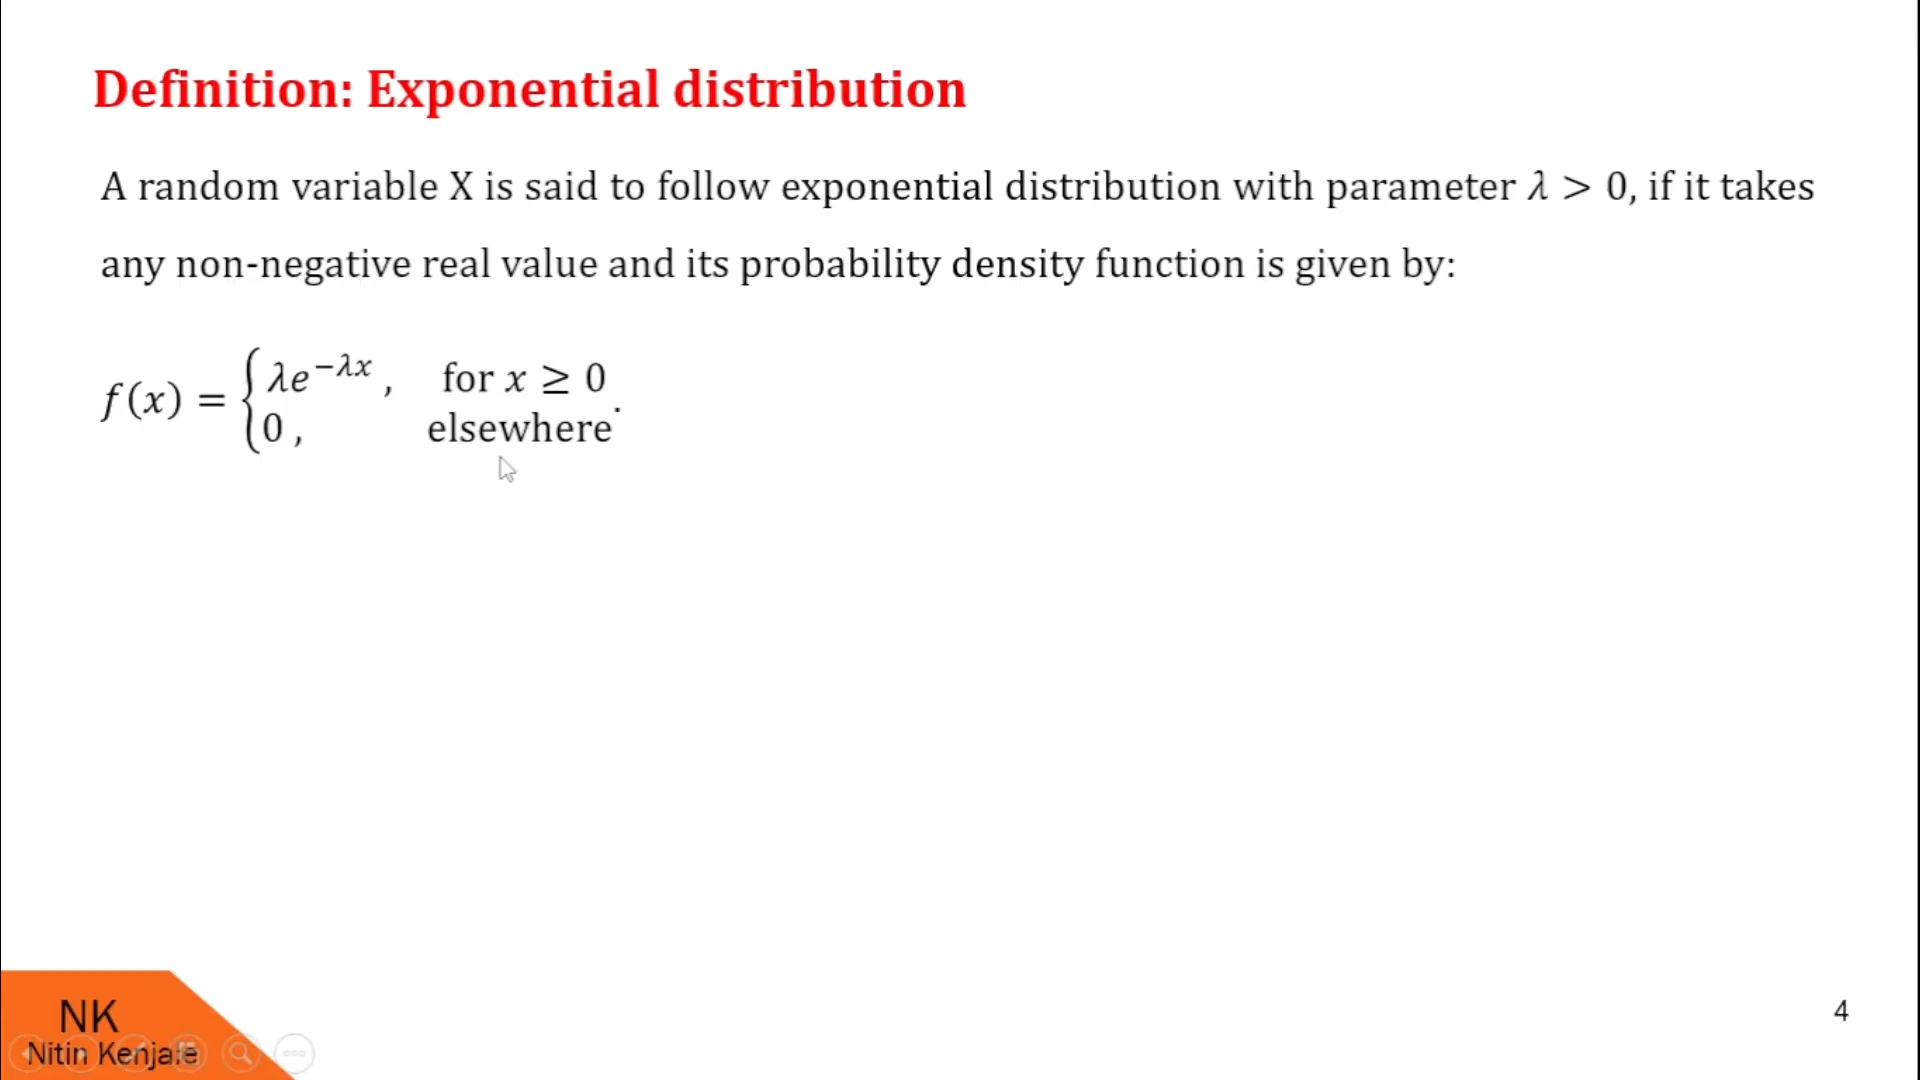 Definition: Exponential distribution
A random variable X is said to follow exponential distribution with parameter λ > 0, if it takes
any non-negative real value and its probability density function is given by:
f(x) = { λe^{−λx} , for x ≥ 0
0 , elsewhere .
NK
Nitin Kenjale
4